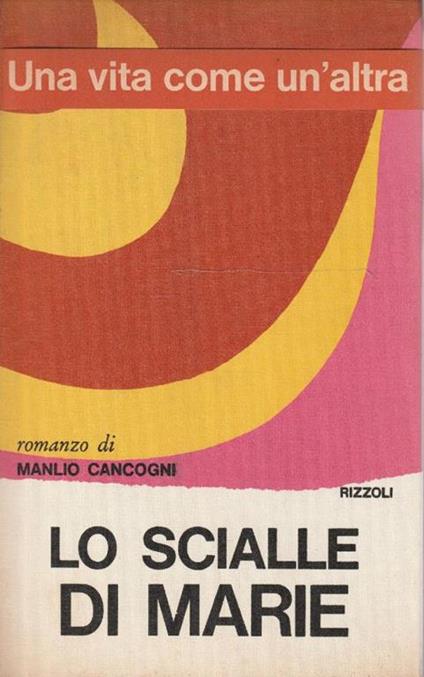 Una vita come un'altra
romanzo di
MANLIO CANCOGNI
RIZZOLI
LO SCIALLE
DI MARIE